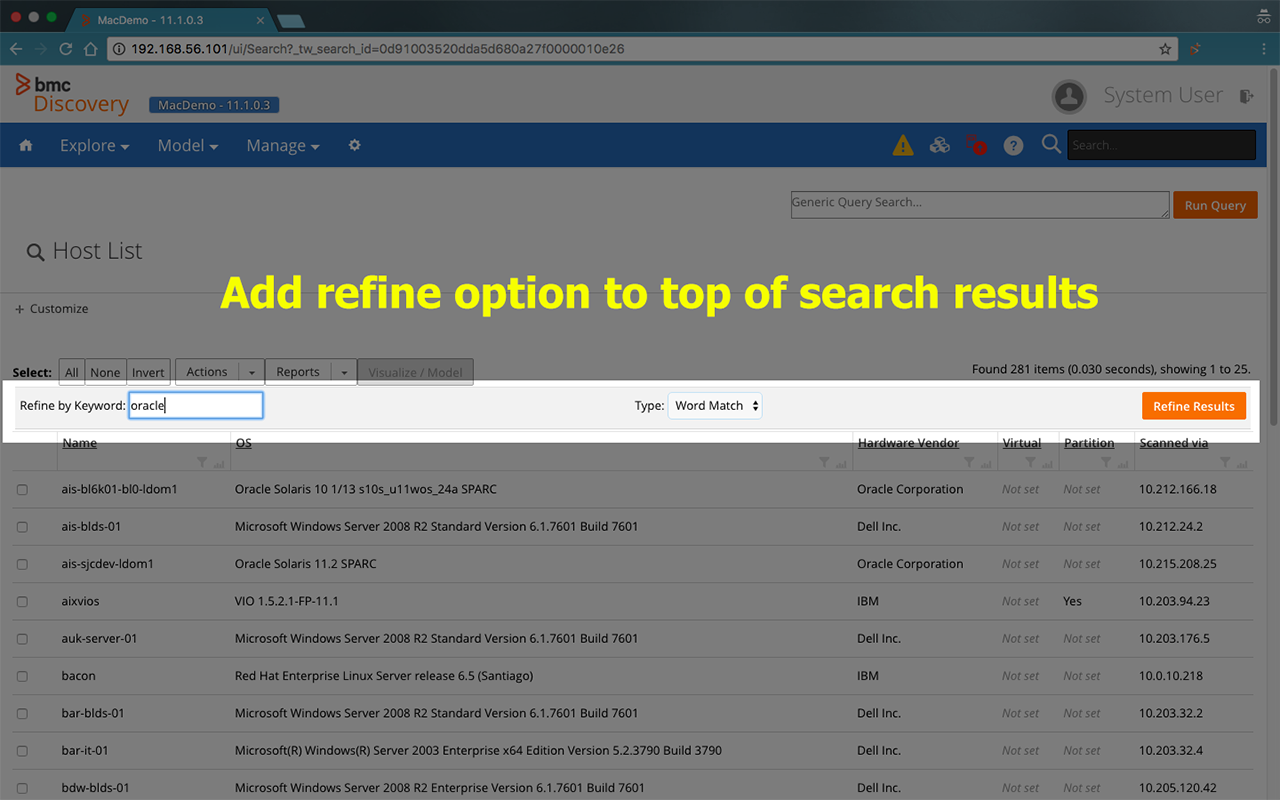 MacDemo - 11.1.0.3
192.168.56.101/ui/Search?_tw_search_id=0d91003520dda5d680a27f0000010e26
bmc
Discovery MacDemo - 11.1.0.3 System User
Explore Model Manage Search...
Generic Query Search... Run Query
Host List
Add refine option to top of search results
+ Customize
Select: All None Invert Actions Reports Visualize / Model Found 281 items (0.030 seconds), showing 1 to 25.
Refine by Keyword: oracle Type: Word Match Refine Results
Name OS Hardware Vendor Virtual Partition Scanned via
ais-bl6k01-bl0-ldom1 Oracle Solaris 10 1/13 s10s_u11wos_24a SPARC Oracle Corporation Not set Not set 10.212.166.18
ais-blds-01 Microsoft Windows Server 2008 R2 Standard Version 6.1.7601 Build 7601 Dell Inc. Not set Not set 10.212.24.2
ais-sjcdev-ldom1 Oracle Solaris 11.2 SPARC Oracle Corporation Not set Not set 10.215.208.25
aixvios VIO 1.5.2.1-FP-11.1 IBM Not set Yes 10.203.94.23
auk-server-01 Microsoft Windows Server 2008 R2 Standard Version 6.1.7601 Build 7601 Dell Inc. Not set Not set 10.203.176.5
bacon Red Hat Enterprise Linux Server release 6.5 (Santiago) IBM Not set Not set 10.0.10.218
bar-blds-01 Microsoft Windows Server 2008 R2 Standard Version 6.1.7601 Build 7601 Dell Inc. Not set Not set 10.203.32.2
bar-it-01 Microsoft(R) Windows(R) Server 2003 Enterprise x64 Edition Version 5.2.3790 Build 3790 Dell Inc. Not set Not set 10.203.32.4
bdw-blds-01 Microsoft Windows Server 2008 R2 Enterprise Version 6.1.7601 Build 7601 Dell Inc. Not set Not set 10.205.120.42